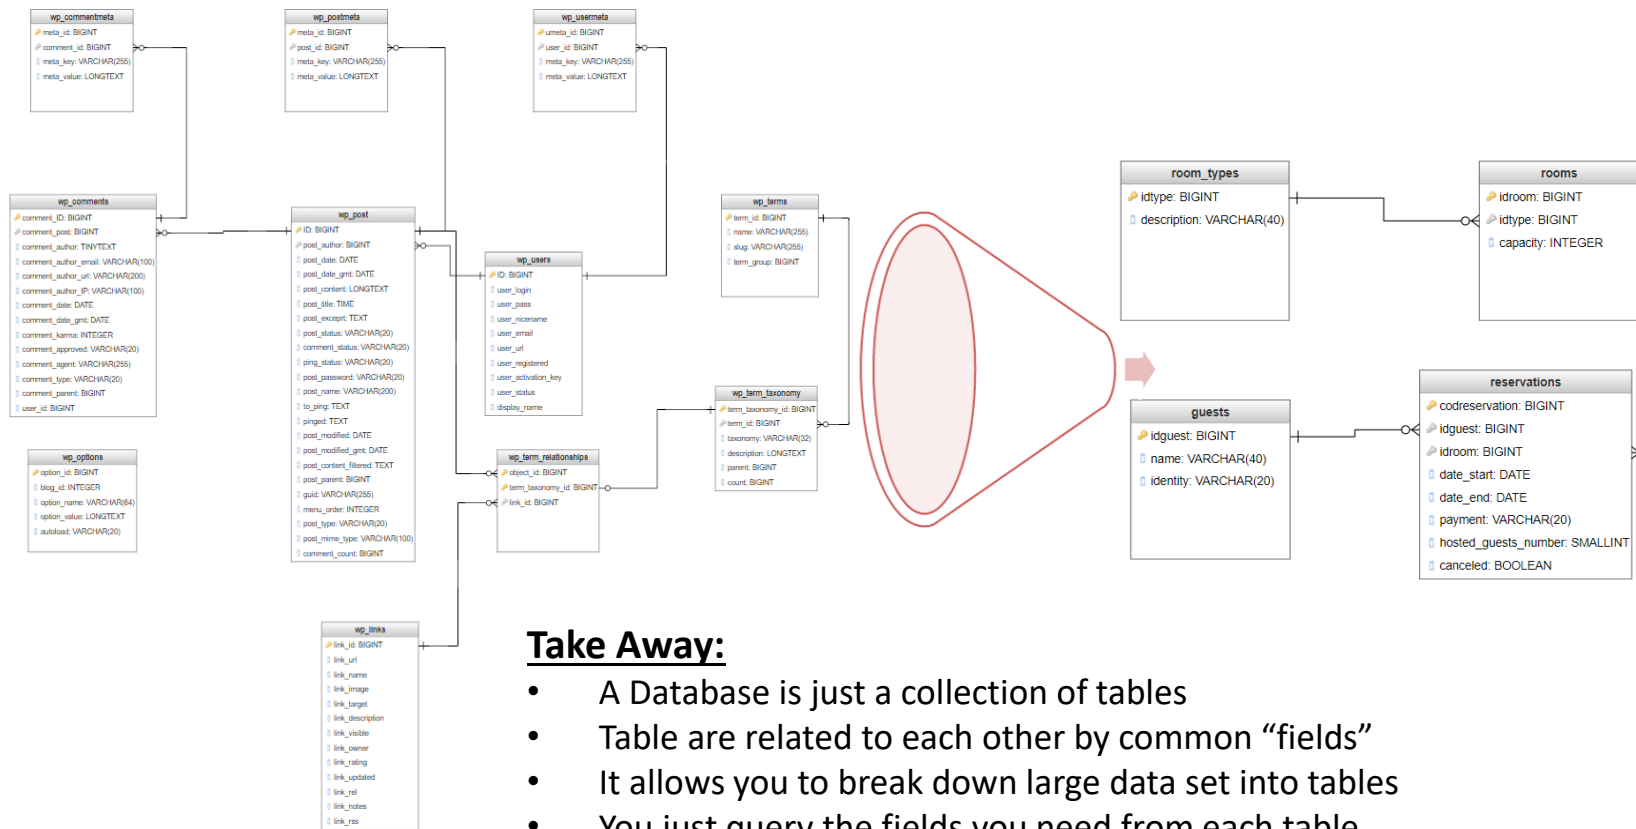 wp_commentmeta
meta_id: BIGINT
comment_id: BIGINT
meta_key: VARCHAR(255)
meta_value: LONGTEXT
wp_postmeta
meta_id: BIGINT
post_id: BIGINT
meta_key: VARCHAR(255)
meta_value: LONGTEXT
wp_usermeta
umeta_id: BIGINT
user_id: BIGINT
meta_key: VARCHAR(255)
meta_value: LONGTEXT
wp_comments
comment_ID: BIGINT
comment_post: BIGINT
comment_author: TINYTEXT
comment_author_email: VARCHAR(100)
comment_author_url: VARCHAR(200)
comment_author_IP: VARCHAR(100)
comment_date: DATE
comment_date_gmt: DATE
comment_karma: INTEGER
comment_approved: VARCHAR(20)
comment_agent: VARCHAR(255)
comment_type: VARCHAR(20)
comment_parent: BIGINT
user_id: BIGINT
wp_post
ID: BIGINT
post_author: BIGINT
post_date: DATE
post_date_gmt: DATE
post_content: LONGTEXT
post_title: TIME
post_exceprt: TEXT
post_status: VARCHAR(20)
comment_status: VARCHAR(20)
ping_status: VARCHAR(20)
post_password: VARCHAR(20)
post_name: VARCHAR(200)
to_ping: TEXT
pinged: TEXT
post_modified: DATE
post_modified_gmt: DATE
post_content_filtered: TEXT
post_parent: BIGINT
guid: VARCHAR(255)
menu_order: INTEGER
post_type: VARCHAR(20)
post_mime_type: VARCHAR(100)
comment_count: BIGINT
wp_users
ID: BIGINT
user_login
user_pass
user_nicename
user_email
user_url
user_registered
user_activation_key
user_status
display_name
wp_terms
term_id: BIGINT
name: VARCHAR(255)
slug: VARCHAR(255)
term_group: BIGINT
wp_term_taxonomy
term_taxonomy_id: BIGINT
term_id: BIGINT
taxonomy: VARCHAR(32)
description: LONGTEXT
parent: BIGINT
count: BIGINT
wp_options
option_id: BIGINT
blog_id: INTEGER
option_name: VARCHAR(64)
option_value: LONGTEXT
autoload: VARCHAR(20)
wp_term_relationships
object_id: BIGINT
term_taxonomy_id: BIGINT
link_id: BIGINT
wp_links
link_id: BIGINT
link_url
link_name
link_image
link_target
link_description
link_visible
link_owner
link_rating
link_updated
link_rel
link_notes
link_rss
room_types
idtype: BIGINT
description: VARCHAR(40)
rooms
idroom: BIGINT
idtype: BIGINT
capacity: INTEGER
guests
idguest: BIGINT
name: VARCHAR(40)
identity: VARCHAR(20)
reservations
codreservation: BIGINT
idguest: BIGINT
idroom: BIGINT
date_start: DATE
date_end: DATE
payment: VARCHAR(20)
hosted_guests_number: SMALLINT
canceled: BOOLEAN
Take Away:
• A Database is just a collection of tables
• Table are related to each other by common “fields”
• It allows you to break down large data set into tables
• You just query the fields you need from each table